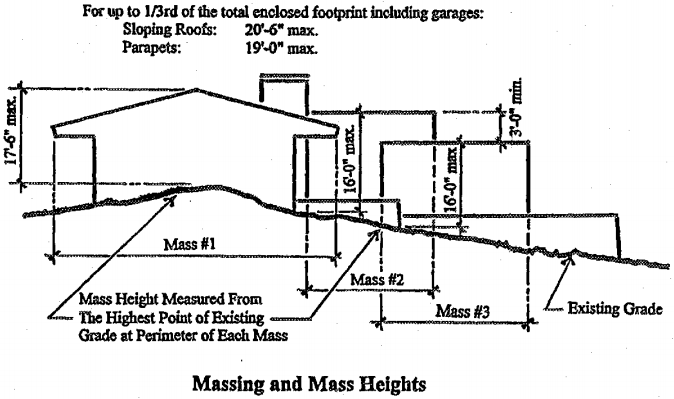 For up to 1/3rd of the total enclosed footprint including garages:
Sloping Roofs: 20'-6" max.
Parapets: 19'-0" max.
17'-6" max.
16'-0" max
16'-0" max
3'-0" min.
Mass #1
Mass #2
Mass #3
Mass Height Measured From
The Highest Point of Existing
Grade at Perimeter of Each Mass
Existing Grade
Massing and Mass Heights